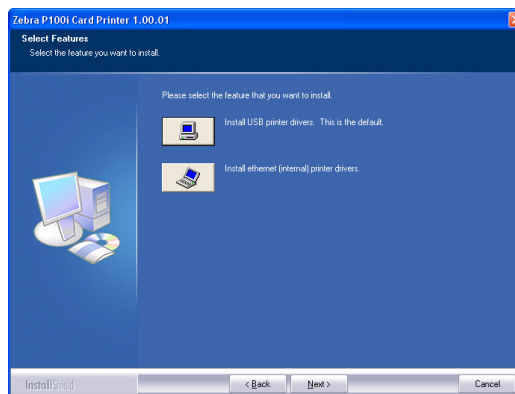 Zebra P100i Card Printer 1.00.01
Select Features
Select the feature you want to install.
Please select the feature that you want to install.
Install USB printer drivers. This is the default.
Install ethernet (internal) printer drivers.
InstallShield
< Back
Next >
Cancel